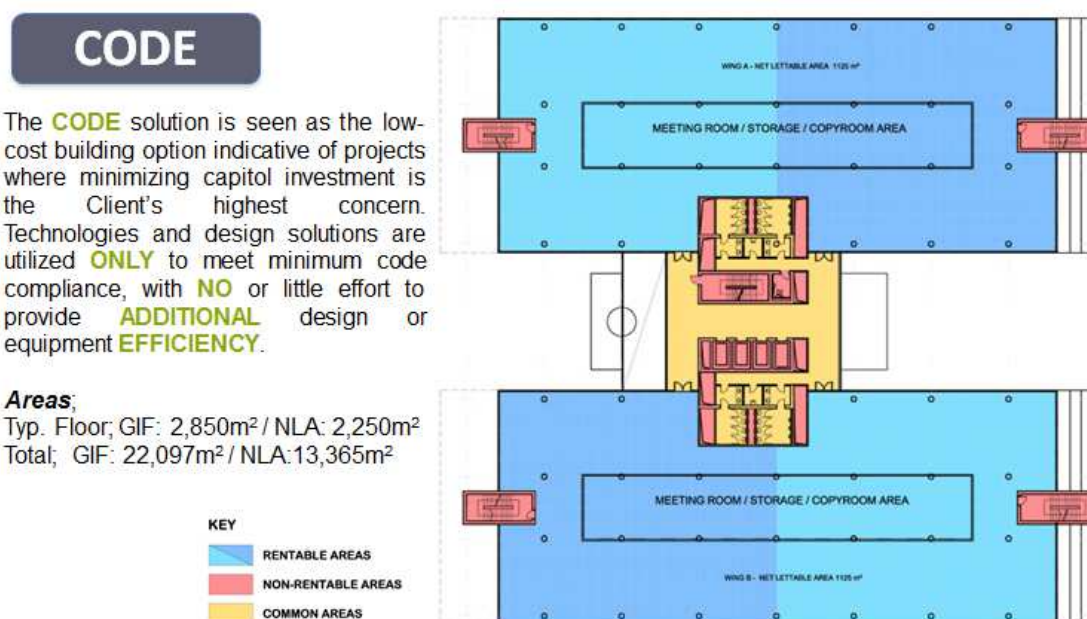 CODE
The CODE solution is seen as the low-
cost building option indicative of projects
where minimizing capitol investment is
the Client's highest concern.
Technologies and design solutions are
utilized ONLY to meet minimum code
compliance, with NO or little effort to
provide ADDITIONAL design or
equipment EFFICIENCY.
Areas;
Typ. Floor; GIF: 2,850m² / NLA: 2,250m²
Total; GIF: 22,097m² / NLA:13,365m²
KEY
RENTABLE AREAS
NON-RENTABLE AREAS
COMMON AREAS
WING A - NET LETTABLE AREA 1125 m²
MEETING ROOM / STORAGE / COPYROOM AREA
MEETING ROOM / STORAGE / COPYROOM AREA
WING B - NET LETTABLE AREA 1125 m²